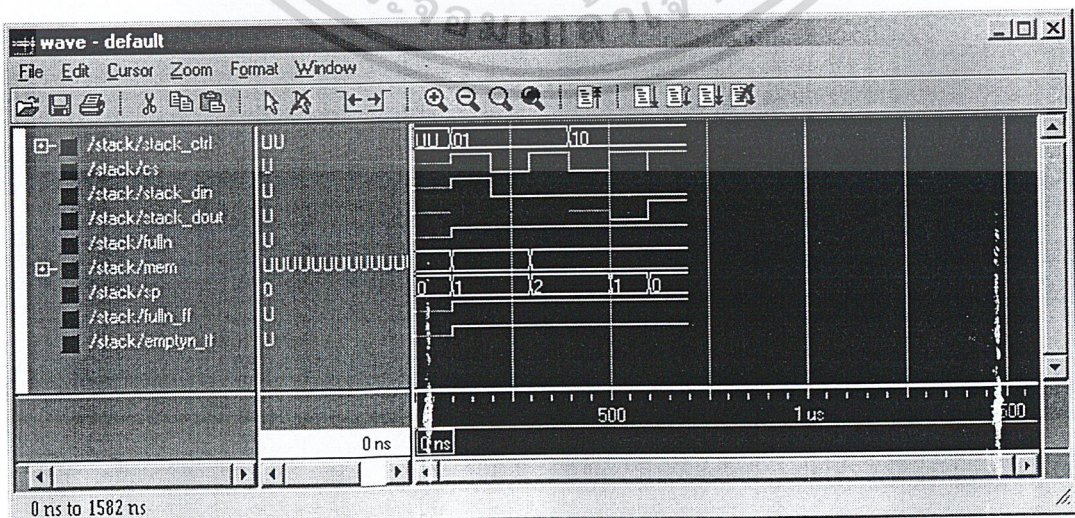 wave - default
File Edit Cursor Zoom Format Window
/stack/stack_ctrl UU UU 01 10
/stack/cs U
/stack/stack_din U
/stack/stack_dout U
/stack/fulln U
/stack/mem UUUUUUUUUUUUU
/stack/sp 0 0 1 2 1 0
/stack/fulln_ff U
/stack/emptyn_ff U
500 1 us
0 ns 0 ns
0 ns to 1582 ns